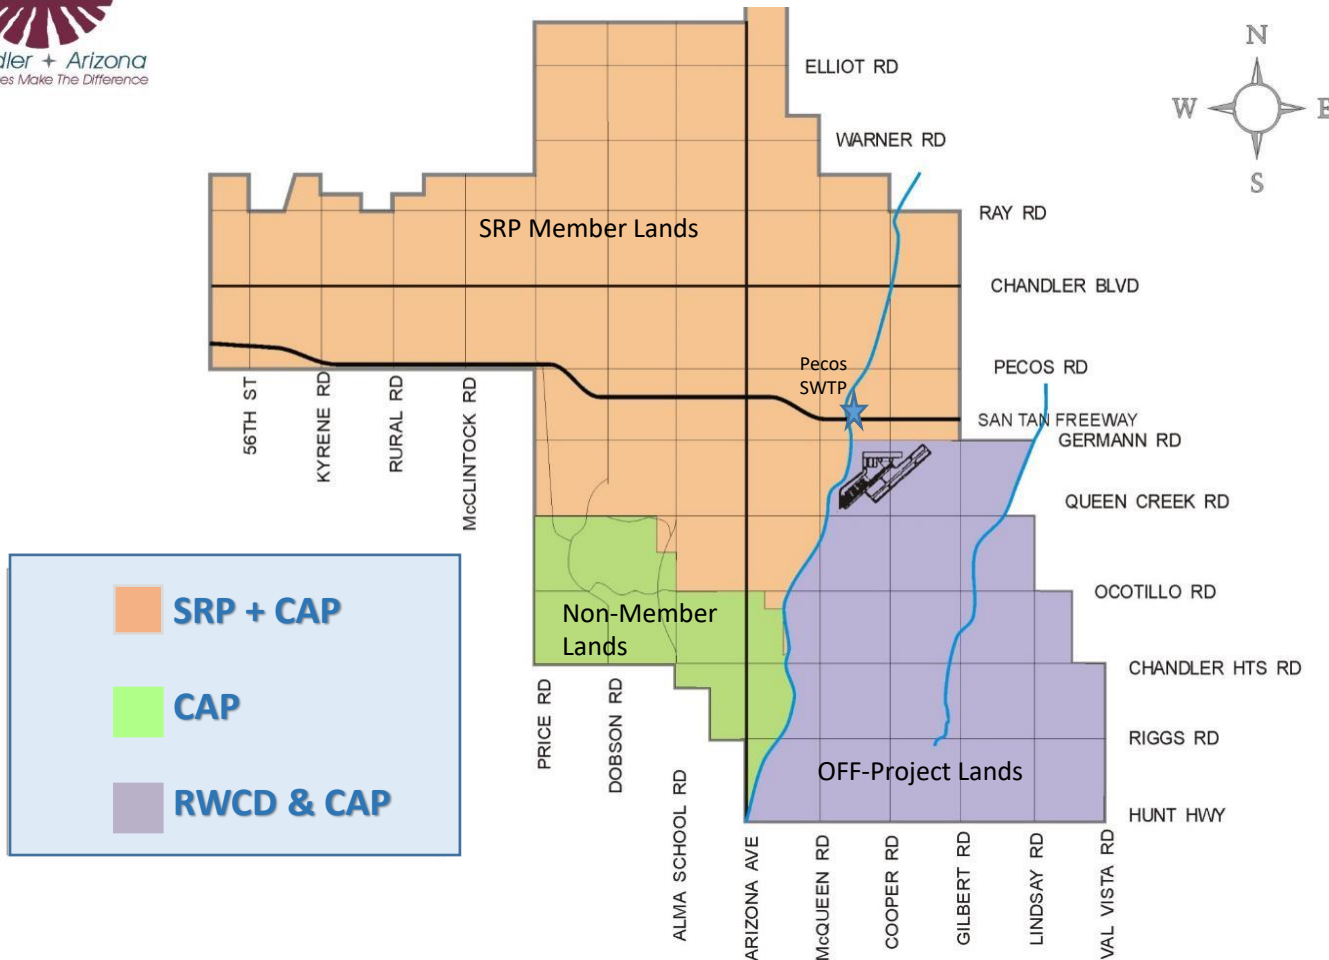 Arizona
Make The Difference
N
W
E
S
ELLIOT RD
WARNER RD
SRP Member Lands
RAY RD
CHANDLER BLVD
Pecos
SWTP
PECOS RD
SAN TAN FREEWAY
GERMANN RD
QUEEN CREEK RD
OCOTILLO RD
CHANDLER HTS RD
RIGGS RD
HUNT HWY
56TH ST
KYRENE RD
RURAL RD
McCLINTOCK RD
Non-Member
Lands
OFF-Project Lands
SRP + CAP
CAP
RWCD & CAP
PRICE RD
DOBSON RD
ALMA SCHOOL RD
ARIZONA AVE
McQUEEN RD
COOPER RD
GILBERT RD
LINDSAY RD
VAL VISTA RD